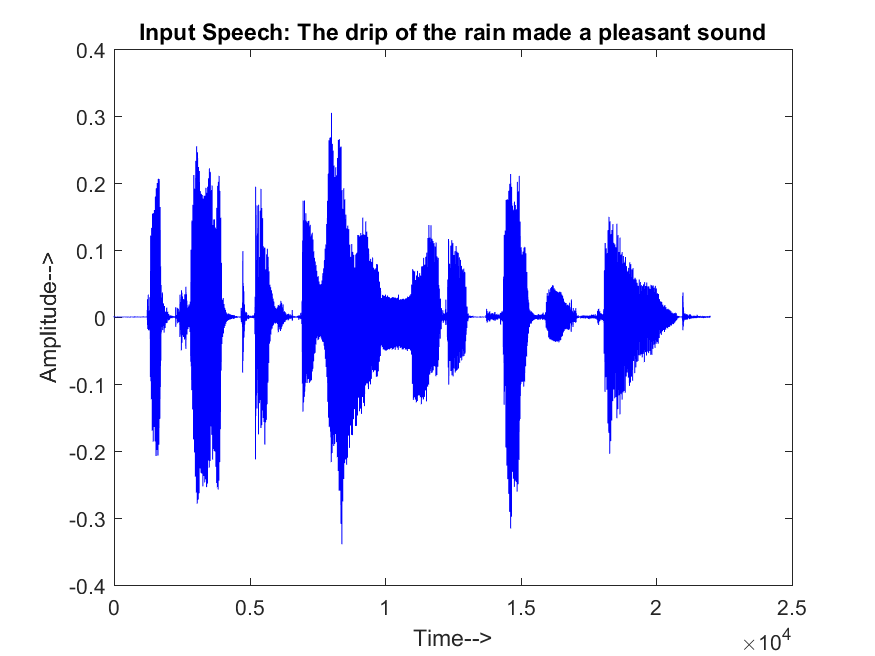 Input Speech: The drip of the rain made a pleasant sound
0.4
0.3
0.2
0.1
0
-0.1
-0.2
-0.3
-0.4
Amplitude-->
0 0.5 1 1.5 2 2.5
Time-->
×10^4